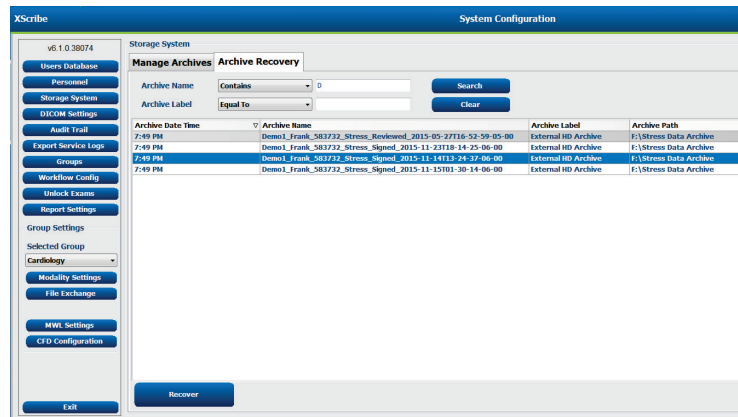 XScribe System Configuration
v6.1.0.38074
Users Database
Personnel
Storage System
DICOM Settings
Audit Trail
Export Service Logs
Groups
Workflow Config
Unlock Exams
Report Settings
Group Settings
Selected Group
Cardiology
Modality Settings
File Exchange
MWL Settings
CFD Configuration
Exit
Storage System
Manage Archives Archive Recovery
Archive Name Contains D Search
Archive Label Equal To Clear
Archive Date Time Archive Name Archive Label Archive Path
7:49 PM Demo1_Frank_583732_Stress_Reviewed_2015-05-27T16-52-59-05-00 External HD Archive F:\Stress Data Archive
7:49 PM Demo1_Frank_583732_Stress_Signed_2015-11-23T18-14-25-06-00 External HD Archive F:\Stress Data Archive
7:49 PM Demo1_Frank_583732_Stress_Signed_2015-11-14T13-24-37-06-00 External HD Archive F:\Stress Data Archive
7:49 PM Demo1_Frank_583732_Stress_Signed_2015-11-15T01-30-14-06-00 External HD Archive F:\Stress Data Archive
Recover